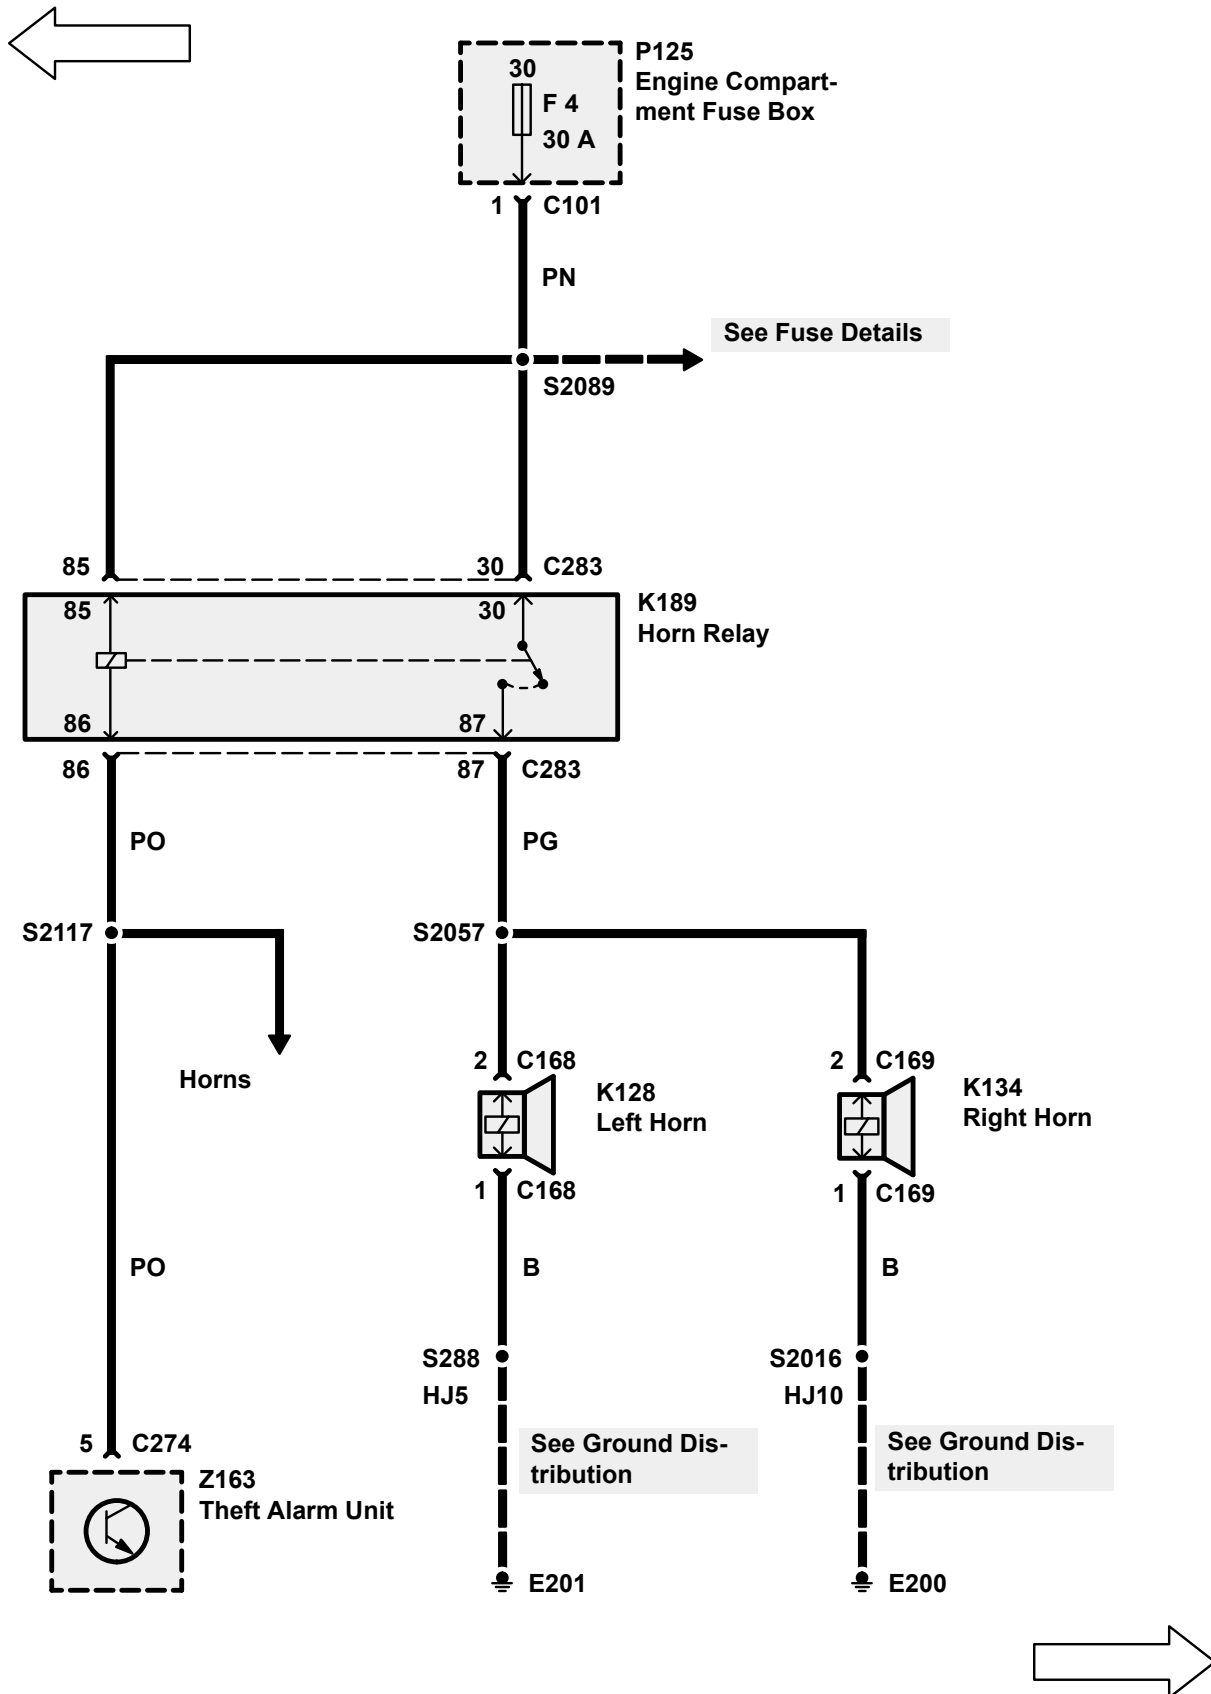 P125
Engine Compart-
ment Fuse Box
30
F 4
30 A
1
C101
PN
See Fuse Details
S2089
85
30
C283
85
30
K189
Horn Relay
86
87
86
87
C283
PO
PG
S2117
S2057
Horns
2
C168
K128
Left Horn
2
C169
K134
Right Horn
1
C168
1
C169
PO
B
B
S288
HJ5
S2016
HJ10
See Ground Dis-
tribution
See Ground Dis-
tribution
5
C274
Z163
Theft Alarm Unit
E201
E200